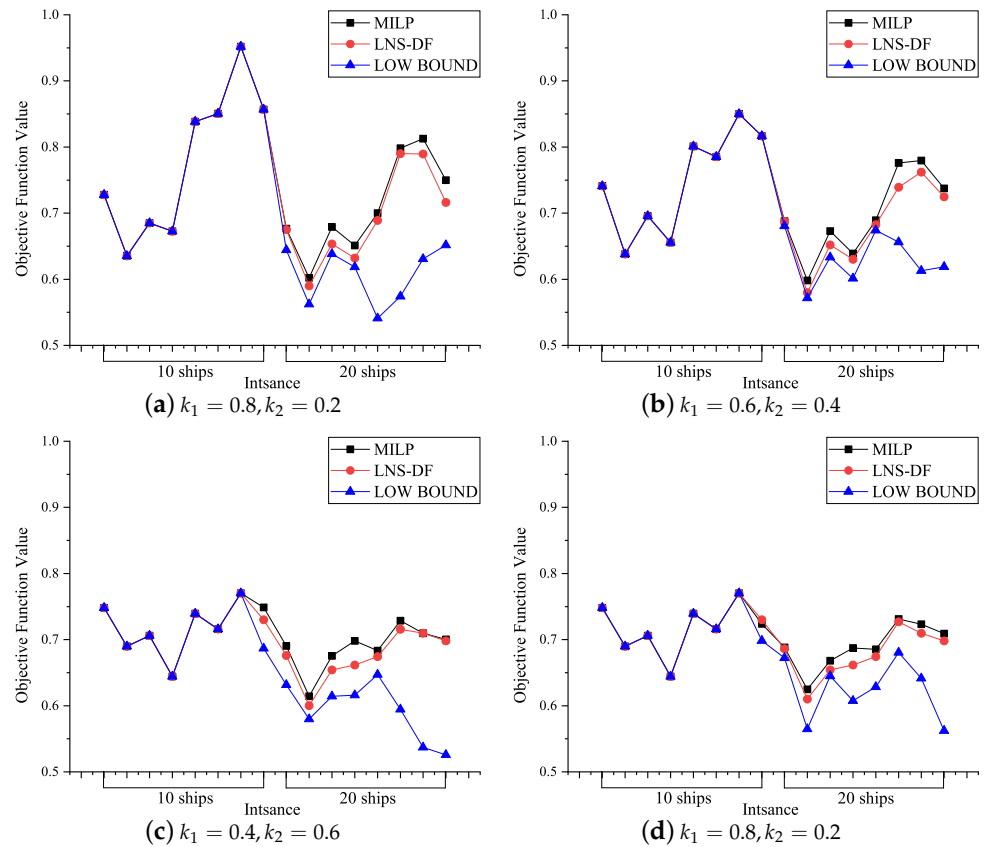 1.0
0.9
0.8
0.7
0.6
0.5
Objective Function Value
MILP
LNS-DF
LOW BOUND
10 ships
20 ships
Intsance
(a) k₁ = 0.8, k₂ = 0.2
1.0
0.9
0.8
0.7
0.6
0.5
Objective Function Value
MILP
LNS-DF
LOW BOUND
10 ships
20 ships
Intsance
(b) k₁ = 0.6, k₂ = 0.4
1.0
0.9
0.8
0.7
0.6
0.5
Objective Function Value
MILP
LNS-DF
LOW BOUND
10 ships
20 ships
Intsance
(c) k₁ = 0.4, k₂ = 0.6
1.0
0.9
0.8
0.7
0.6
0.5
Objective Function Value
MILP
LNS-DF
LOW BOUND
10 ships
20 ships
Intsance
(d) k₁ = 0.8, k₂ = 0.2